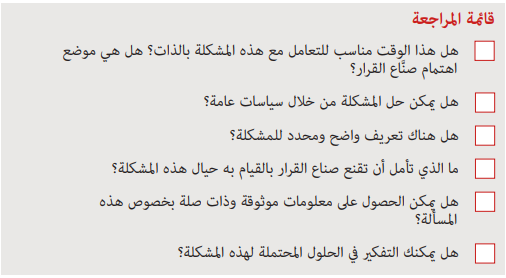 قائمة المراجعة
هل هذا الوقت مناسب للتعامل مع هذه المشكلة بالذات؟ هل هي موضع
اهتمام صنَّاع القرار؟
هل يمكن حل المشكلة من خلال سياسات عامة؟
هل هناك تعريف واضح ومحدد للمشكلة؟
ما الذي تأمل أن تقنع صناع القرار بالقيام به حيال هذه المشكلة؟
هل يمكن الحصول على معلومات موثوقة وذات صلة بخصوص هذه
المسألة؟
هل يمكنك التفكير في الحلول المحتملة لهذه المشكلة؟